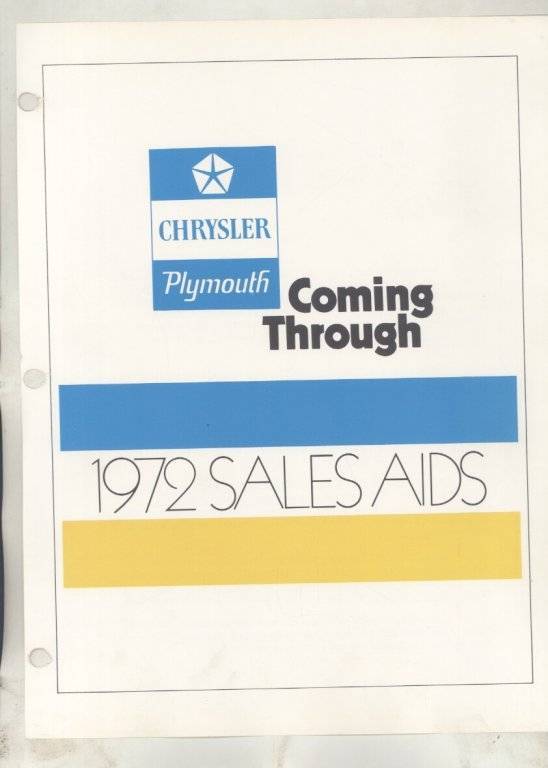 CHRYSLER
Plymouth
Coming
Through
1972 SALES AIDS